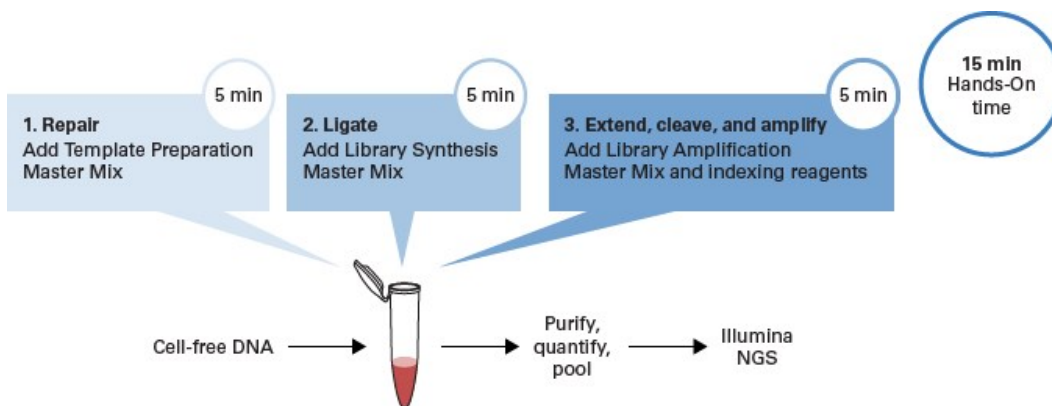 5 min
1. Repair
Add Template Preparation
Master Mix
5 min
2. Ligate
Add Library Synthesis
Master Mix
5 min
3. Extend, cleave, and amplify
Add Library Amplification
Master Mix and indexing reagents
15 min
Hands-On
time
Cell-free DNA
Purify,
quantify,
pool
Illumina
NGS